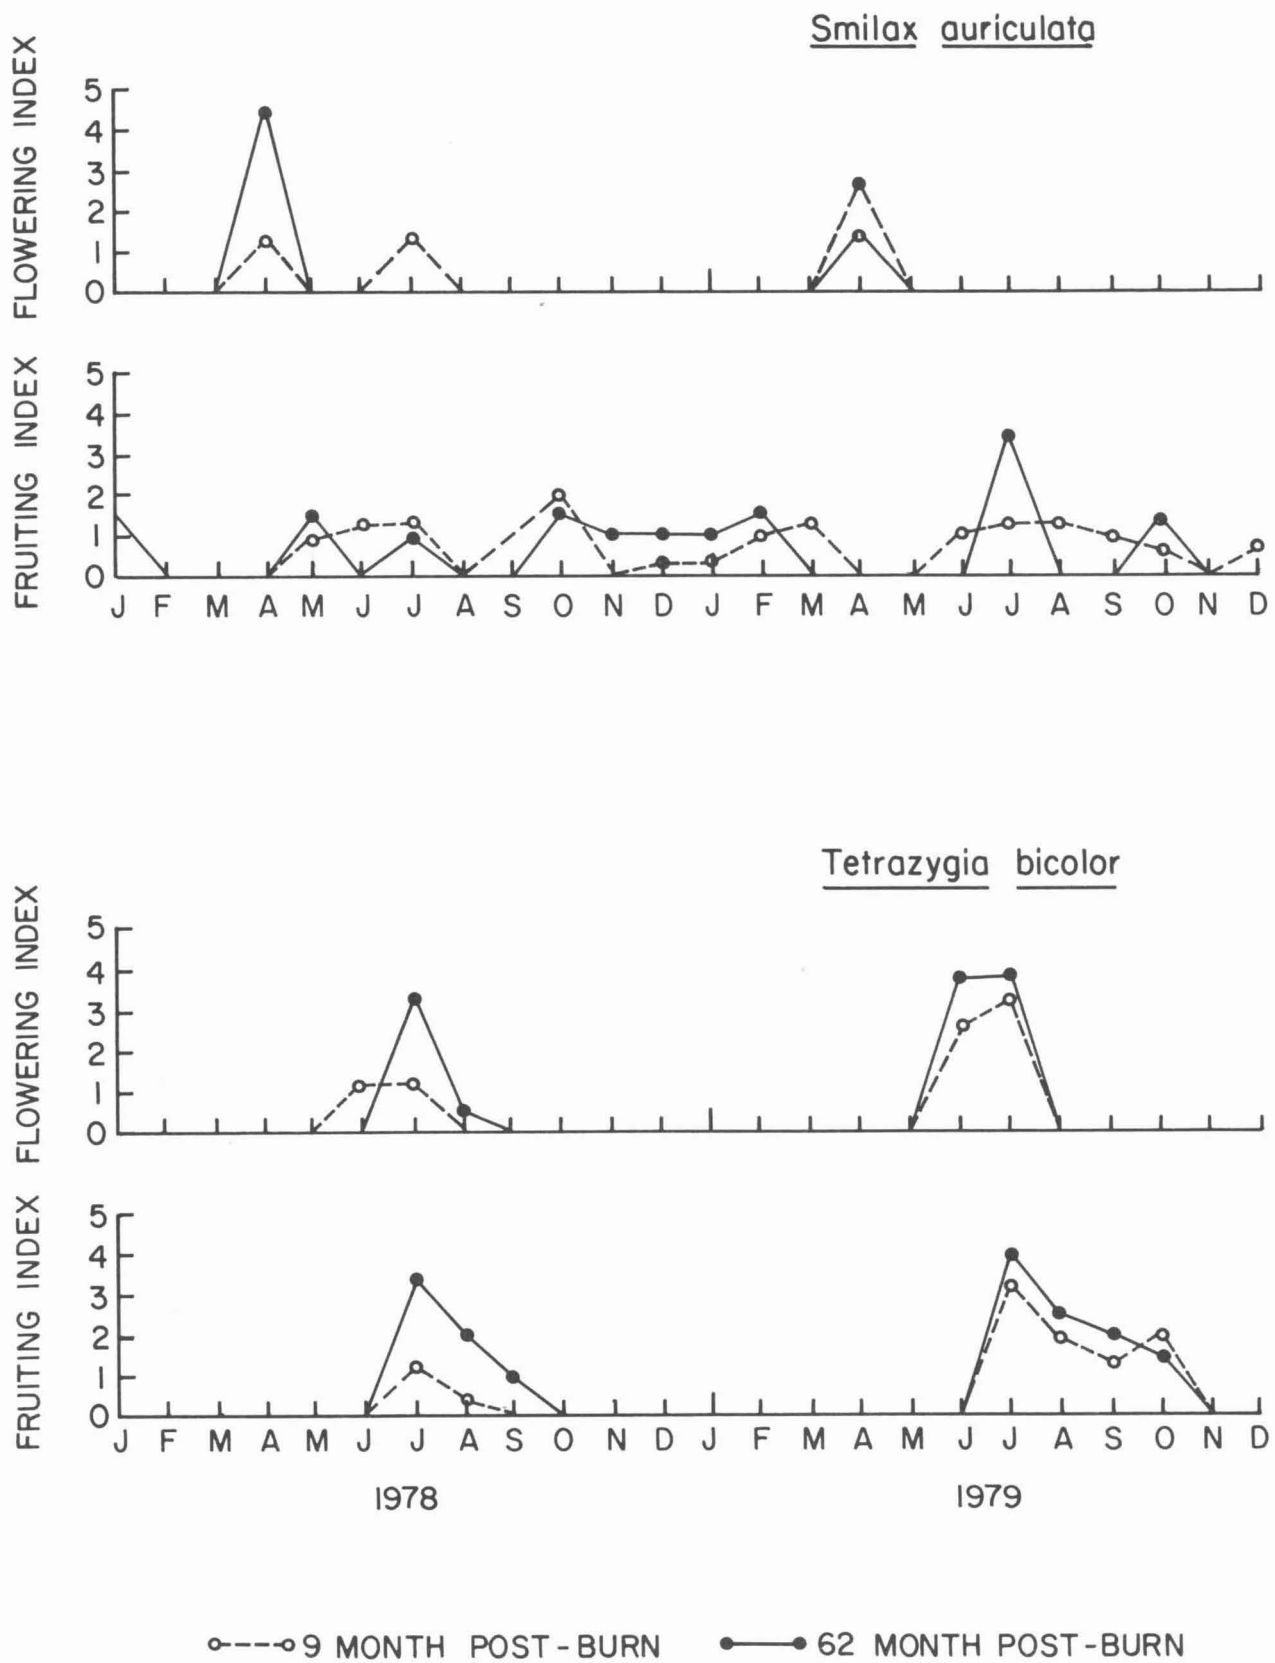 Smilax auriculata
FLOWERING INDEX
5
4
3
2
1
0
FRUITING INDEX
5
4
3
2
1
0
J F M A M J J A S O N D J F M A M J J A S O N D
Tetrazygia bicolor
FLOWERING INDEX
5
4
3
2
1
0
FRUITING INDEX
5
4
3
2
1
0
J F M A M J J A S O N D J F M A M J J A S O N D
1978 1979
9 MONTH POST-BURN 62 MONTH POST-BURN